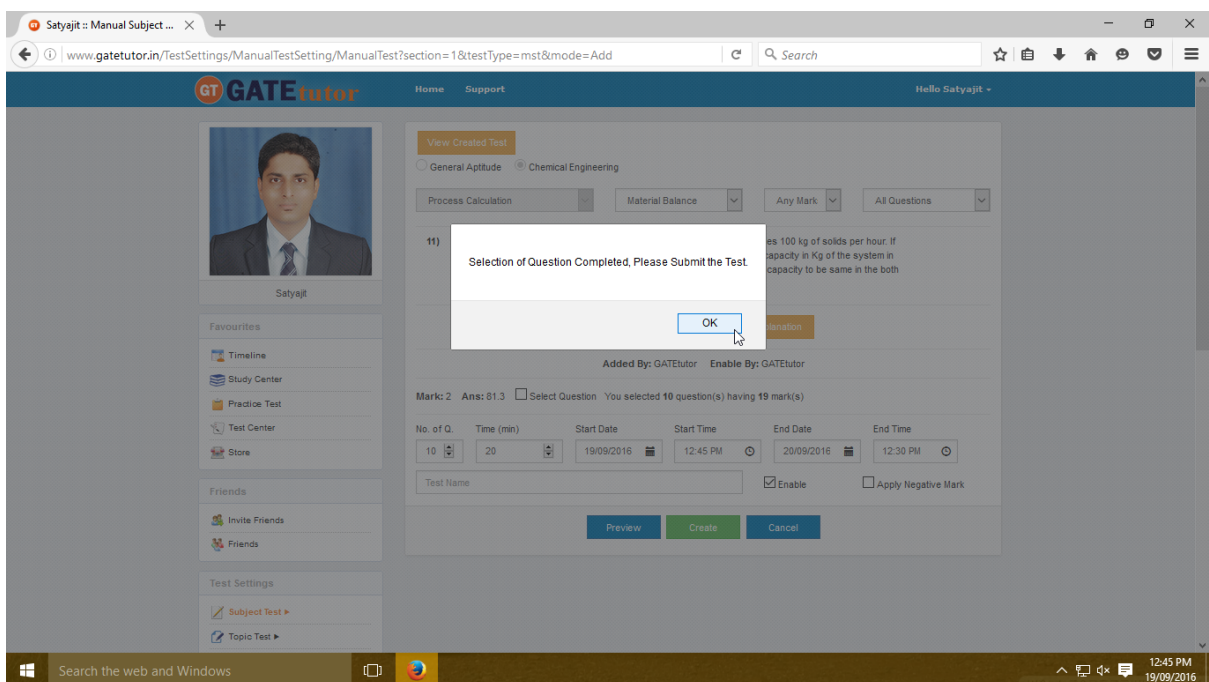 Satyajit :: Manual Subject ...
www.gatetutor.in/TestSettings/ManualTestSetting/ManualTest?section=1&testType=mst&mode=Add
Search
GT GATEtutor
Home Support
Hello Satyajit
Satyajit
Favourites
Timeline
Study Center
Practice Test
Test Center
Store
Friends
Invite Friends
Friends
Test Settings
Subject Test
Topic Test
View Created Test
General Aptitude Chemical Engineering
Process Calculation Material Balance Any Mark All Questions
11)
es 100 kg of solids per hour. If
capacity in Kg of the system in
capacity to be same in the both
Selection of Question Completed, Please Submit the Test.
OK
planation
Added By: GATEtutor Enable By: GATEtutor
Mark: 2 Ans: 81.3 Select Question You selected 10 question(s) having 19 mark(s)
No. of Q. Time (min) Start Date Start Time End Date End Time
10 20 19/09/2016 12:45 PM 20/09/2016 12:30 PM
Test Name
Enable Apply Negative Mark
Preview Create Cancel
Search the web and Windows
12:45 PM
19/09/2016